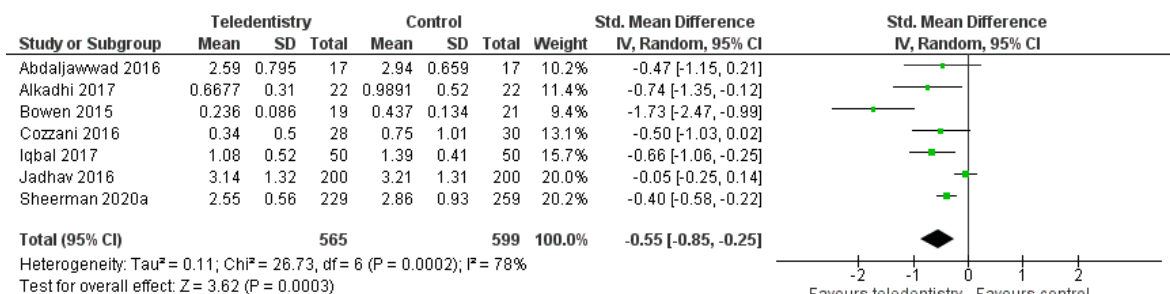 Teledentistry Control Std. Mean Difference Std. Mean Difference
Study or Subgroup Mean SD Total Mean SD Total Weight IV, Random, 95% CI IV, Random, 95% CI
Abdaljawwad 2016 2.59 0.795 17 2.94 0.659 17 10.2% -0.47 [-1.15, 0.21]
Alkadhi 2017 0.6677 0.31 22 0.9891 0.52 22 11.4% -0.74 [-1.35, -0.12]
Bowen 2015 0.236 0.086 19 0.437 0.134 21 9.4% -1.73 [-2.47, -0.99]
Cozzani 2016 0.34 0.5 28 0.75 1.01 30 13.1% -0.50 [-1.03, 0.02]
Iqbal 2017 1.08 0.52 50 1.39 0.41 50 15.7% -0.66 [-1.06, -0.25]
Jadhav 2016 3.14 1.32 200 3.21 1.31 200 20.0% -0.05 [-0.25, 0.14]
Sheerman 2020a 2.55 0.56 229 2.86 0.93 259 20.2% -0.40 [-0.58, -0.22]
Total (95% CI) 565 599 100.0% -0.55 [-0.85, -0.25]
Heterogeneity: Tau² = 0.11; Chi² = 26.73, df = 6 (P = 0.0002); I² = 78%
Test for overall effect: Z = 3.62 (P = 0.0003)
-2 -1 0 1 2
Favours teledentistry Favours control